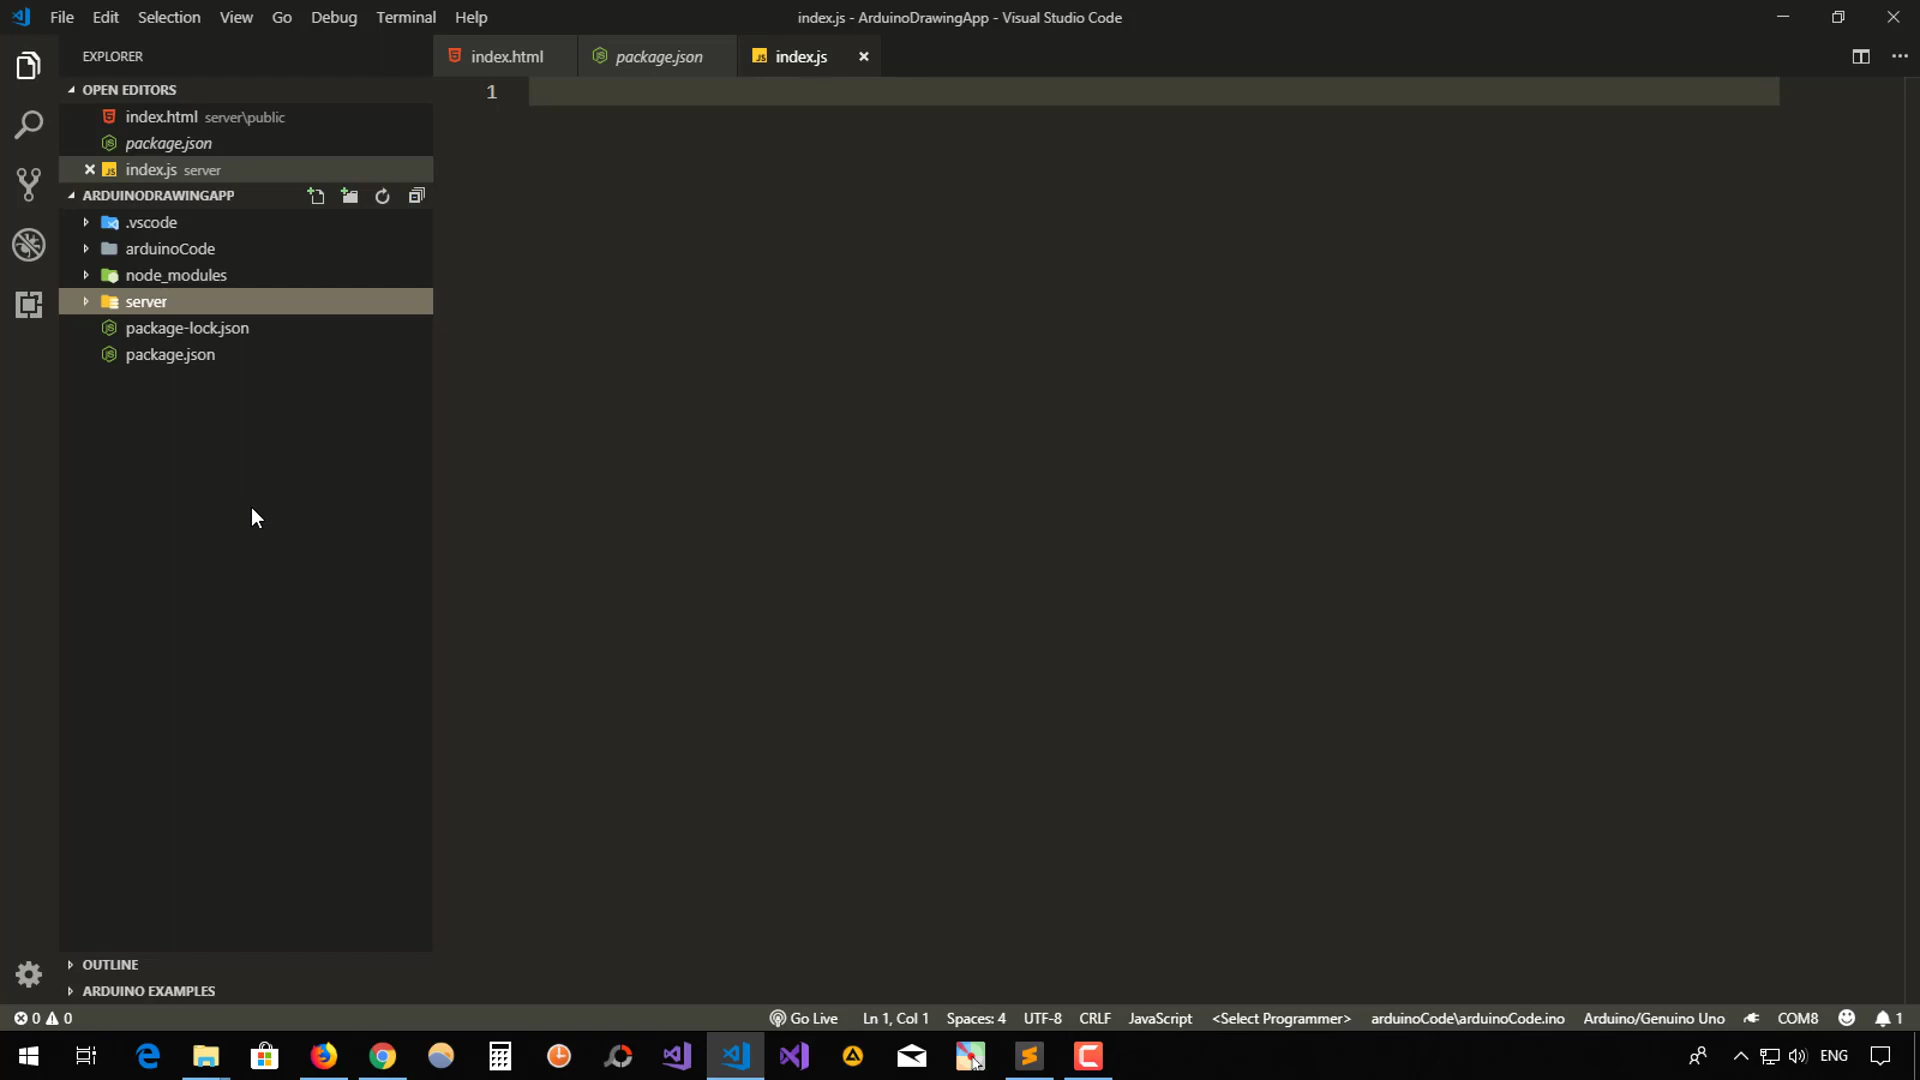 File Edit Selection View Go Debug Terminal Help
index.js - ArduinoDrawingApp - Visual Studio Code
EXPLORER
index.html
package.json
index.js
OPEN EDITORS
index.html server\public
package.json
index.js server
ARDUINODRAWINGAPP
.vscode
arduinoCode
node_modules
server
package-lock.json
package.json
1
OUTLINE
ARDUINO EXAMPLES
0 0
Go Live
Ln 1, Col 1
Spaces: 4
UTF-8
CRLF
JavaScript
<Select Programmer>
arduinoCode\arduinoCode.ino
Arduino/Genuino Uno
COM8
1
ENG